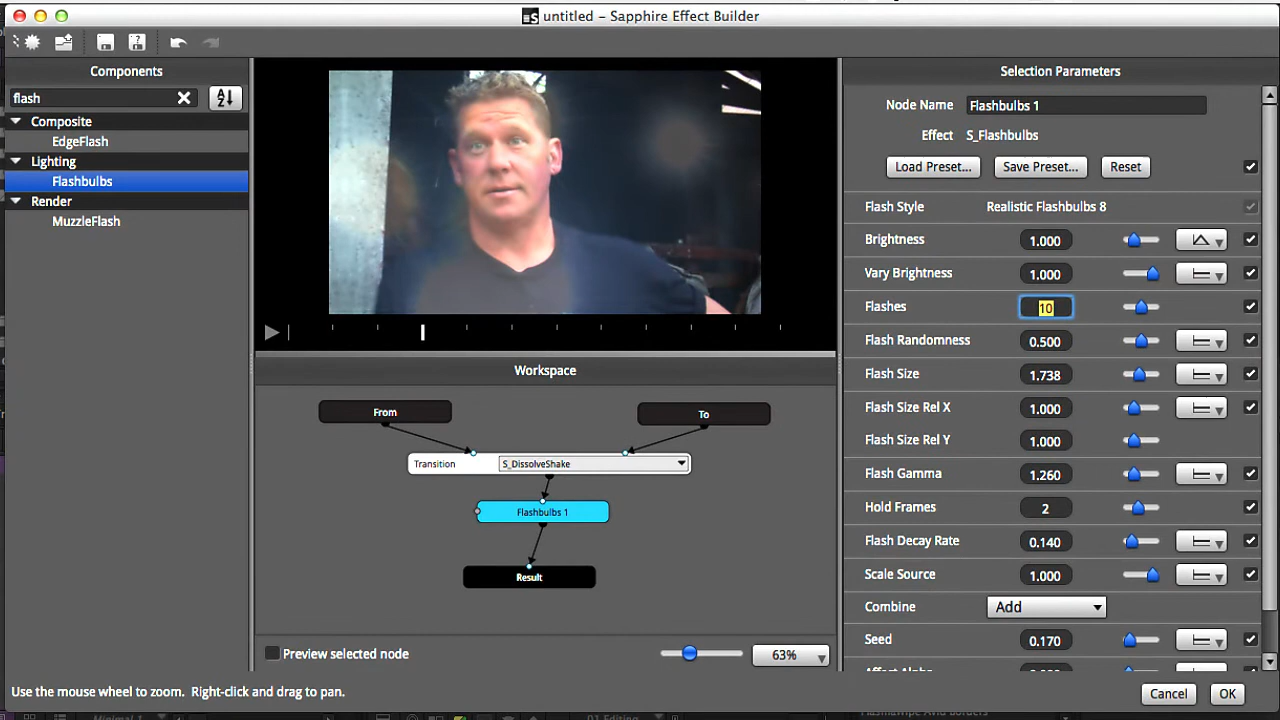 untitled – Sapphire Effect Builder
Components
flash
Composite
EdgeFlash
Lighting
Flashbulbs
Render
MuzzleFlash
Workspace
From
To
Transition S_DissolveShake
Flashbulbs 1
Result
Preview selected node
63%
Selection Parameters
Node Name Flashbulbs 1
Effect S_Flashbulbs
Load Preset... Save Preset... Reset
Flash Style Realistic Flashbulbs 8
Brightness 1.000
Vary Brightness 1.000
Flashes 10
Flash Randomness 0.500
Flash Size 1.738
Flash Size Rel X 1.000
Flash Size Rel Y 1.000
Flash Gamma 1.260
Hold Frames 2
Flash Decay Rate 0.140
Scale Source 1.000
Combine Add
Seed 0.170
Use the mouse wheel to zoom. Right-click and drag to pan.
Cancel OK